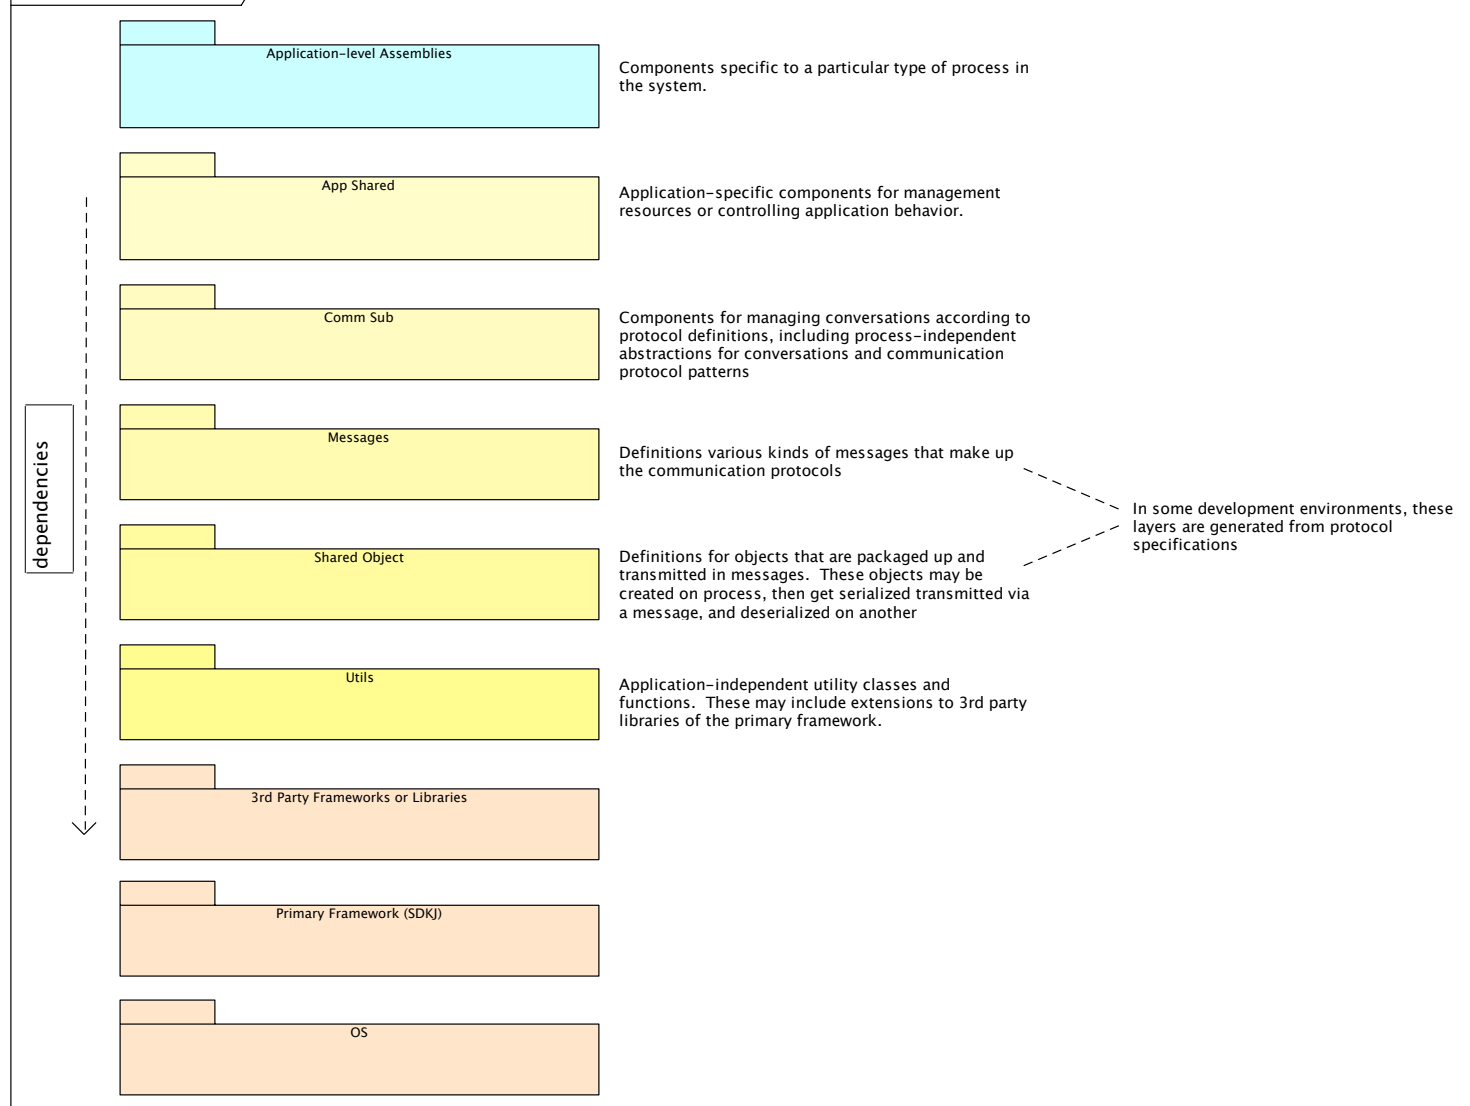 Application-level Assemblies
Components specific to a particular type of process in
the system.
App Shared
Application-specific components for management
resources or controlling application behavior.
Comm Sub
Components for managing conversations according to
protocol definitions, including process-independent
abstractions for conversations and communication
protocol patterns
dependencies
Messages
Definitions various kinds of messages that make up
the communication protocols
In some development environments, these
layers are generated from protocol
specifications
Shared Object
Definitions for objects that are packaged up and
transmitted in messages.  These objects may be
created on process, then get serialized transmitted via
a message, and deserialized on another
Utils
Application-independent utility classes and
functions.  These may include extensions to 3rd party
libraries of the primary framework.
3rd Party Frameworks or Libraries
Primary Framework (SDKJ)
OS